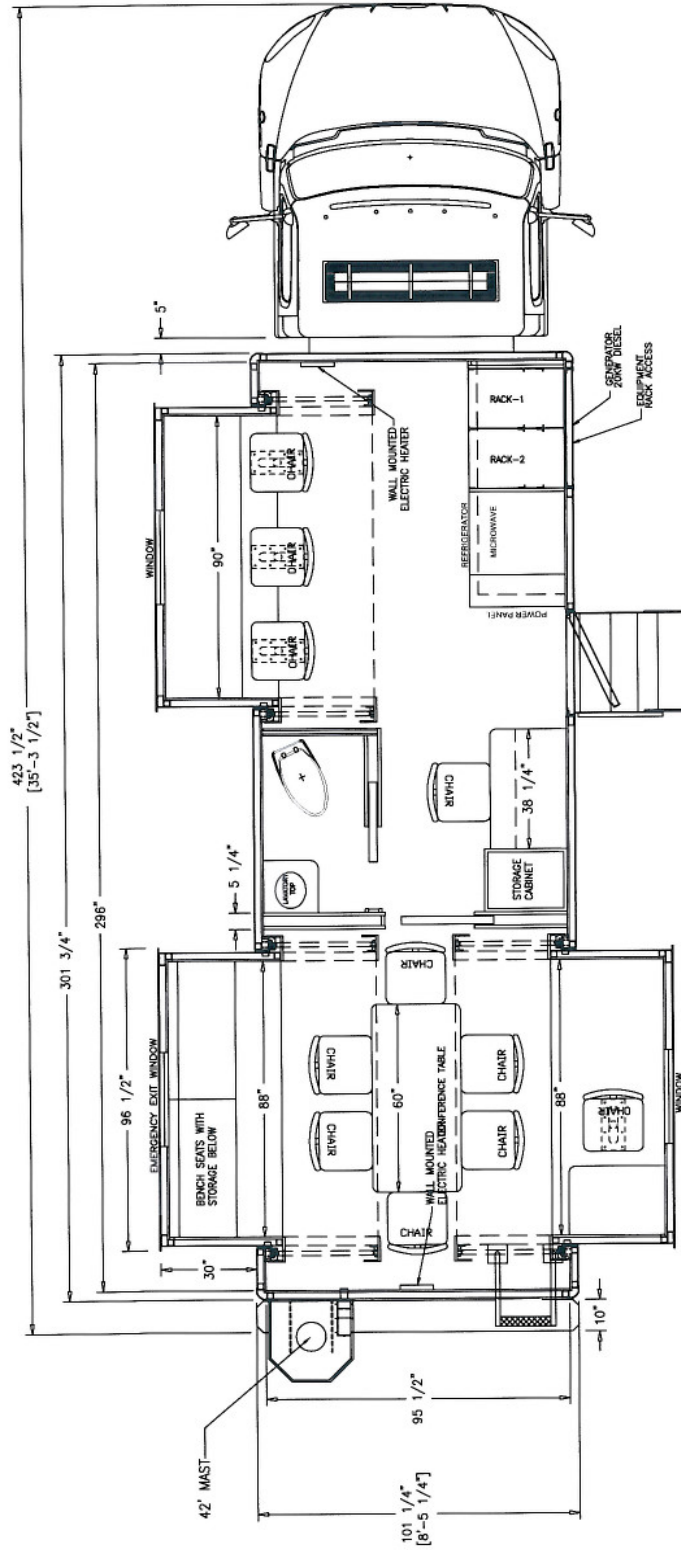 423 1/2"
[35'-3 1/2"]
301 3/4"
296"
5"
WINDOW
90"
CHAIR
CHAIR
CHAIR
WALL MOUNTED
ELECTRIC HEATER
RACK-1
RACK-2
GENERATOR
20KW DIESEL
EQUIPMENT
RACK ACCESS
REFRIGERATOR
MICROWAVE
POWER PANEL
5 1/4"
LAVATORY
TOP
CHAIR
38 1/4"
STORAGE
CABINET
96 1/2"
EMERGENCY EXIT WINDOW
88"
BENCH SEATS WITH
STORAGE BELOW
30"
CHAIR
CHAIR
CHAIR
60"
CONFERENCE TABLE
WALL MOUNTED
ELECTRIC HEATER
CHAIR
CHAIR
CHAIR
88"
CHAIR
WINDOW
10"
42' MAST
95 1/2"
101 1/4"
[8'-5 1/4"]